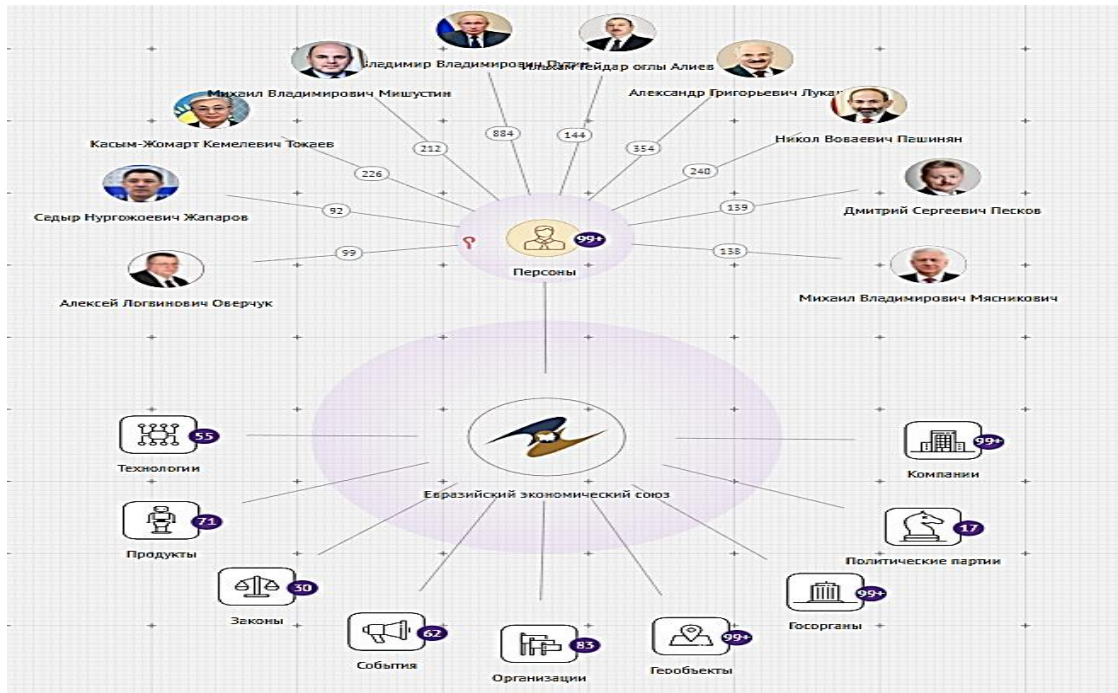 Владимир Владимирович Путин
Ильхам Гейдар оглы Алиев
Михаил Владимирович Мишустин
Александр Григорьевич Лука
884
144
Касым-Жомарт Кемелевич Токаев
212
354
Никол Воваевич Пашинян
226
240
Садыр Нургожоевич Жапаров
92
139
Дмитрий Сергеевич Песков
99
99+
138
Персоны
Алексей Логвинович Оверчук
Михаил Владимирович Мясникович
55
Технологии
99+
Компании
Евразийский экономический союз
71
Продукты
17
Политические партии
30
Законы
99+
Госорганы
62
События
83
Организации
99+
Геообъекты